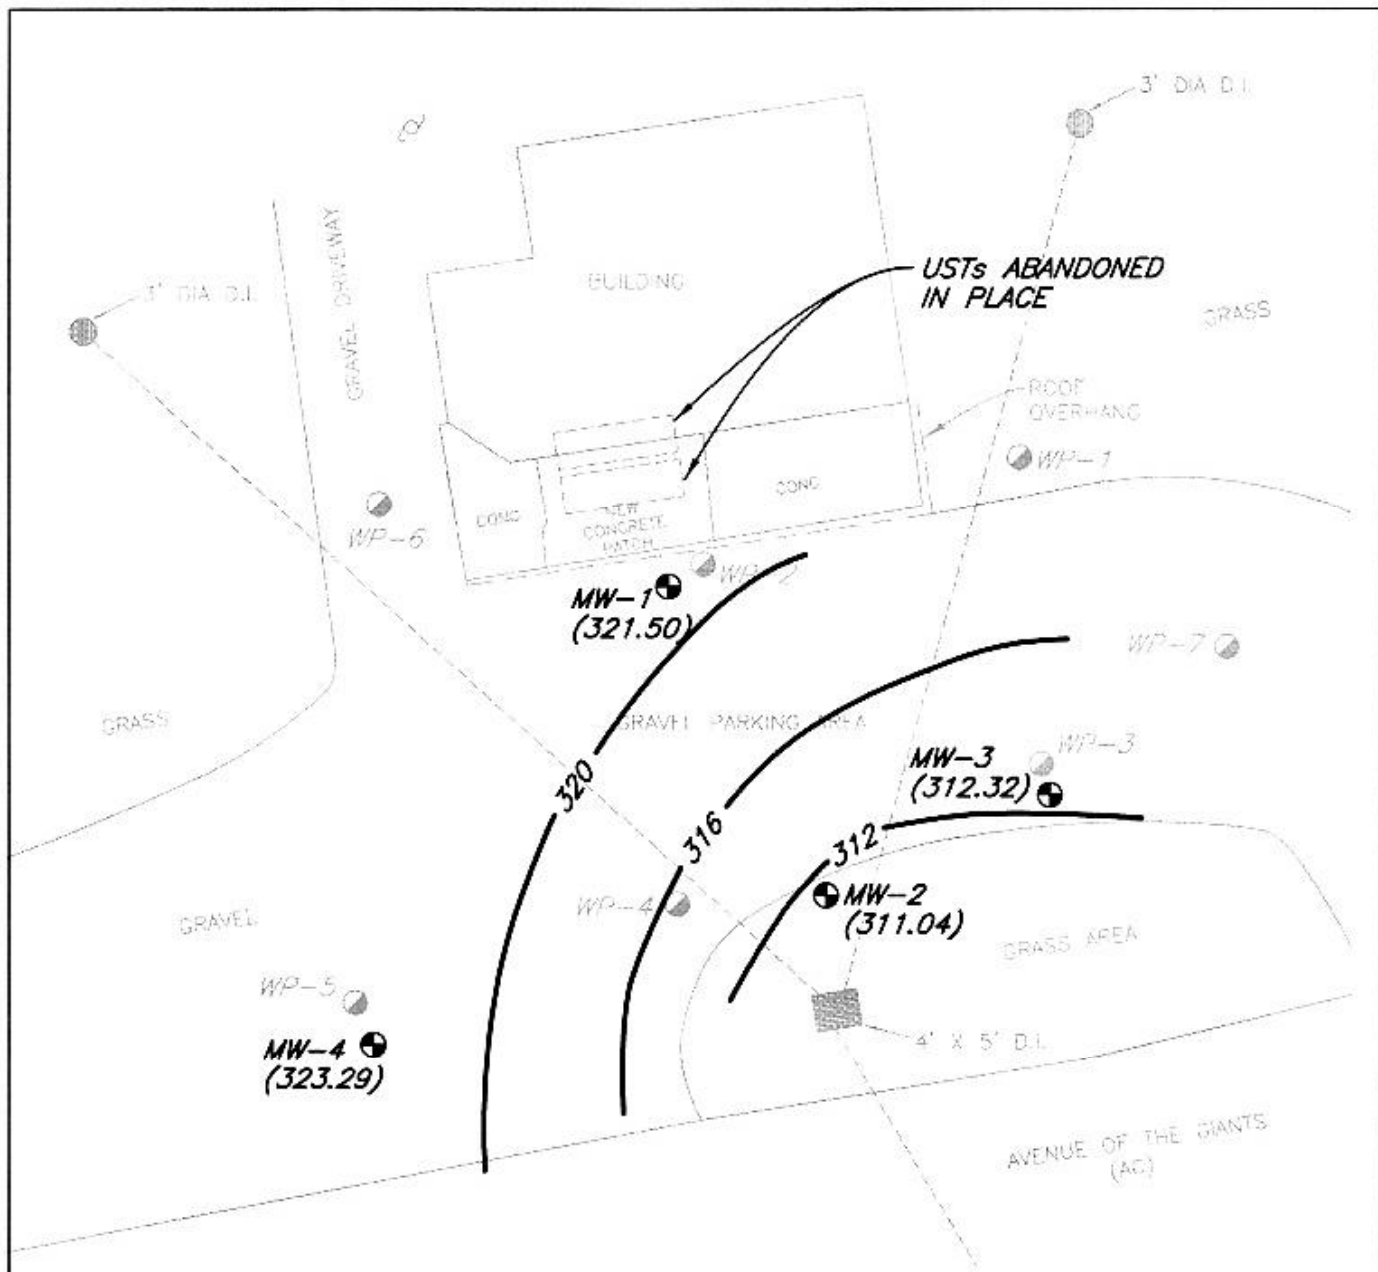 3' DIA D.I.
3' DIA D.I.
GRAVEL DRIVEWAY
BUILDING
USTs ABANDONED
IN PLACE
GRASS
ROOF
OVERHANG
WP-1
CONC
CONC
NEW
CONCRETE
PATCH
WP-6
WP-2
MW-1
(321.50)
WP-7
GRASS
GRAVEL PARKING AREA
WP-3
MW-3
(312.32)
320
316
312
MW-2
(311.04)
WP-4
GRAVEL
GRASS AREA
WP-5
MW-4
(323.29)
4' X 5' D.I.
AVENUE OF THE GIANTS
(AC)